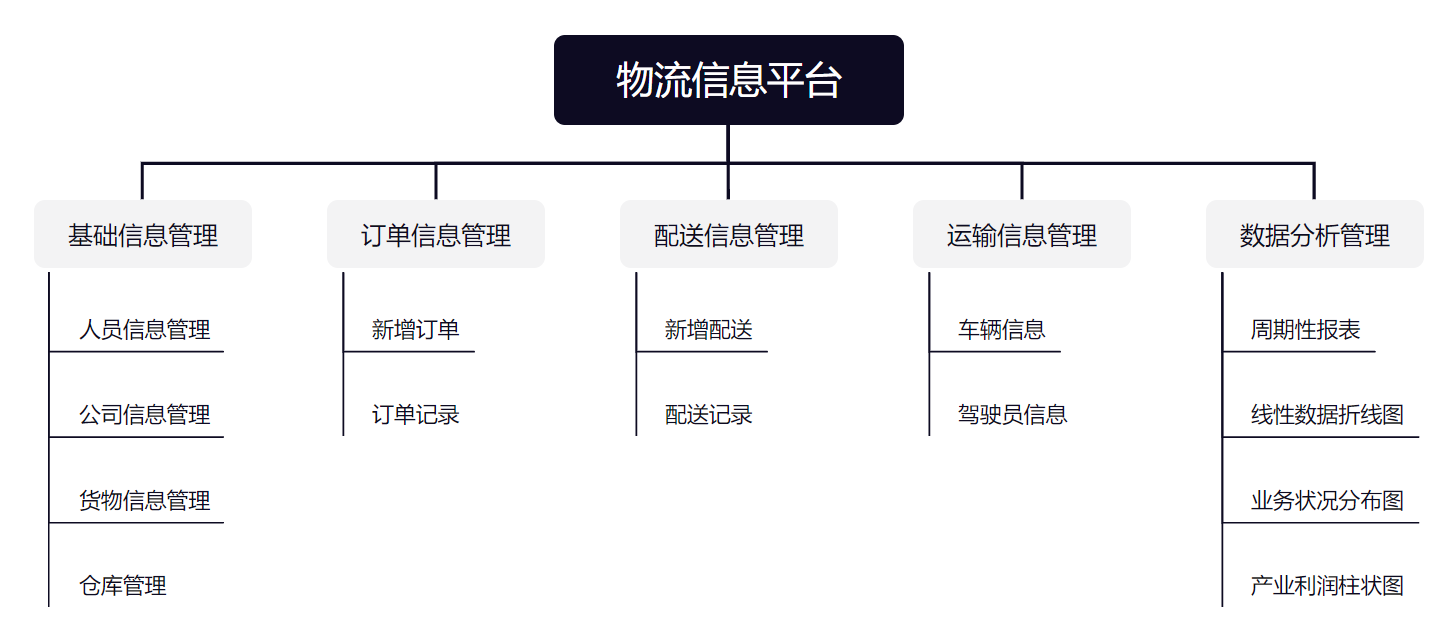 物流信息平台
基础信息管理
订单信息管理
配送信息管理
运输信息管理
数据分析管理
人员信息管理
公司信息管理
货物信息管理
仓库管理
新增订单
订单记录
新增配送
配送记录
车辆信息
驾驶员信息
周期性报表
线性数据折线图
业务状况分布图
产业利润柱状图